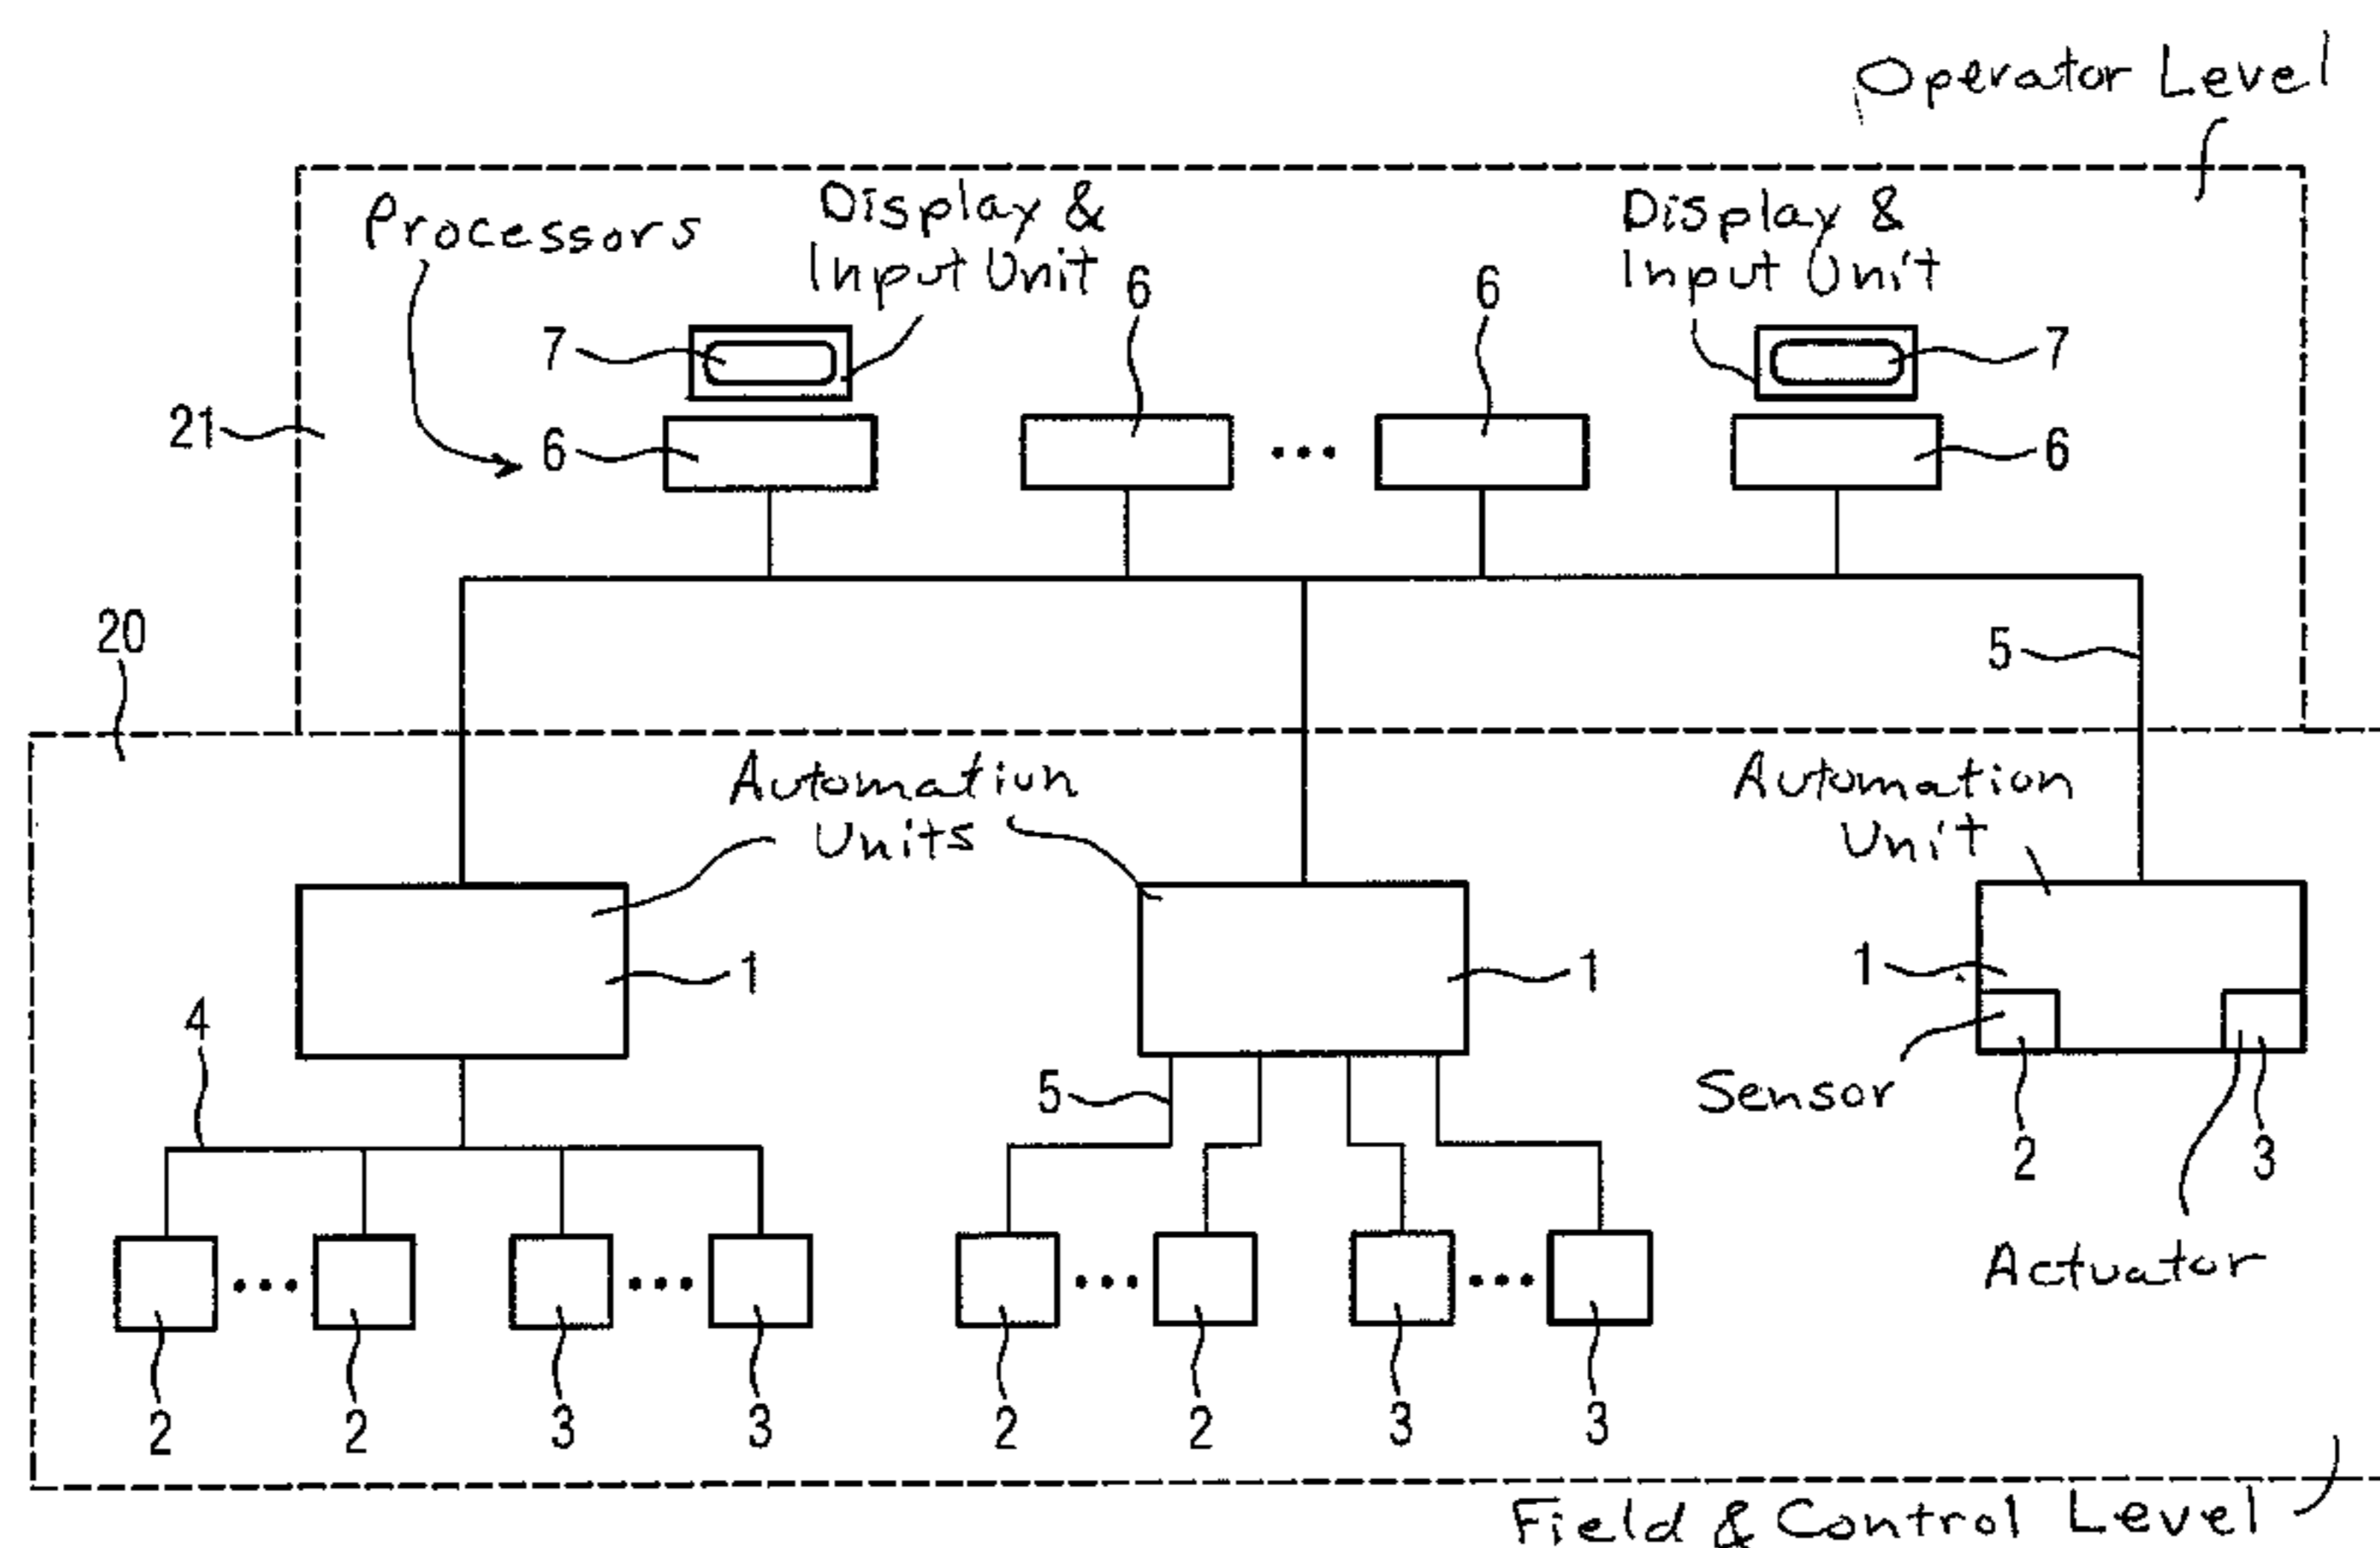 Operator Level
Processors
Display &
Input Unit
Display &
Input Unit
6
6
7
7
21
6
6
20
5
Automation
Units
Automation
Unit
1
1
1
4
5
Sensor
2
3
Actuator
2
2
3
3
2
2
3
3
Field & Control Level